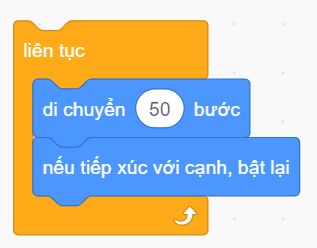 liên tục
di chuyển 50 bước
nếu tiếp xúc với cạnh, bật lại